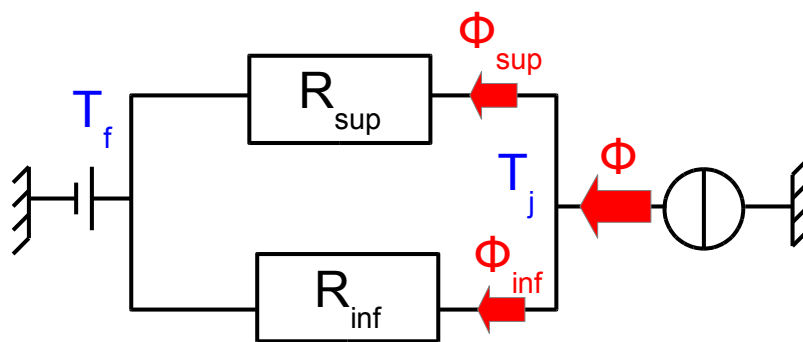 Φsup
Rsup
Tf
Φ
Tj
Φinf
Rinf